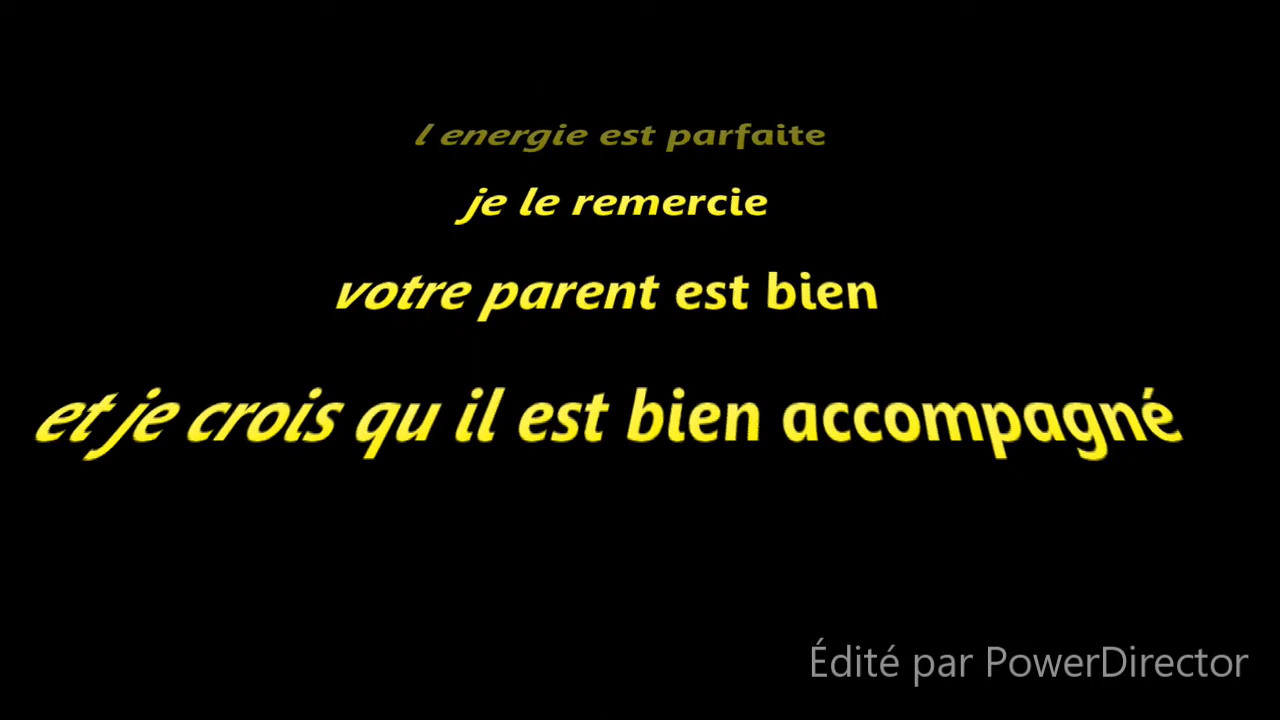 l energie est parfaite
je le remercie
votre parent est bien
et je crois qu il est bien accompagné
Édité par PowerDirector